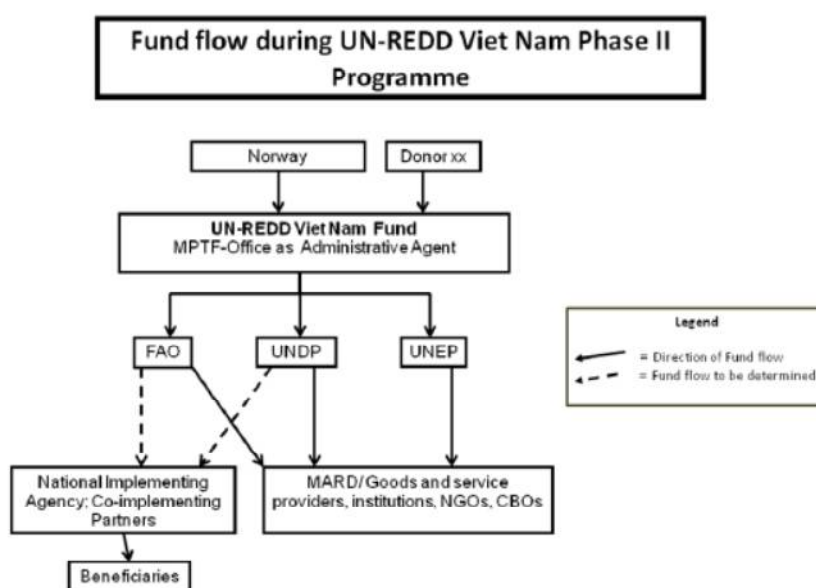 Fund flow during UN-REDD Viet Nam Phase II
Programme
Norway
Donor xx
UN-REDD Viet Nam Fund
MPTF-Office as Administrative Agent
FAO
UNDP
UNEP
Legend
= Direction of Fund flow
= Fund flow to be determined
National Implementing
Agency; Co-implementing
Partners
MARD/Goods and service
providers, institutions, NGOs, CBOs
Beneficiaries